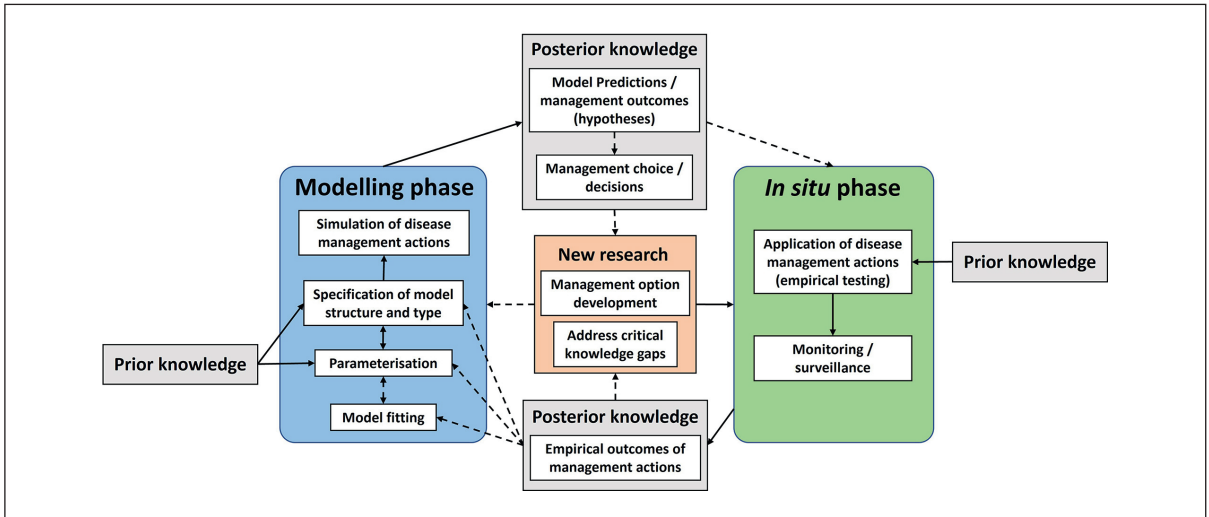 Posterior knowledge
Model Predictions /
management outcomes
(hypotheses)
Management choice /
decisions
Modelling phase
Simulation of disease
management actions
Specification of model
structure and type
Parameterisation
Model fitting
Prior knowledge
New research
Management option
development
Address critical
knowledge gaps
Posterior knowledge
Empirical outcomes of
management actions
In situ phase
Application of disease
management actions
(empirical testing)
Monitoring /
surveillance
Prior knowledge